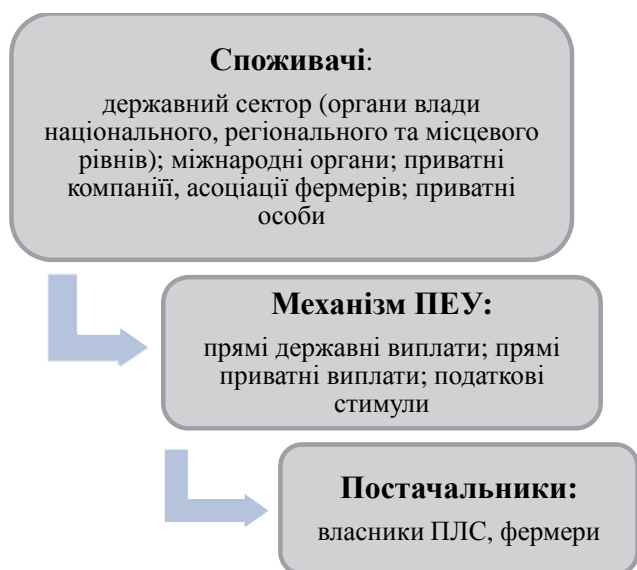 Споживачі:
державний сектор (органи влади
національного, регіонального та місцевого
рівнів); міжнародні органи; приватні
компаніїї, асоціації фермерів; приватні
особи
Механізм ПЕУ:
прямі державні виплати; прямі
приватні виплати; податкові
стимули
Постачальники:
власники ПЛС, фермери